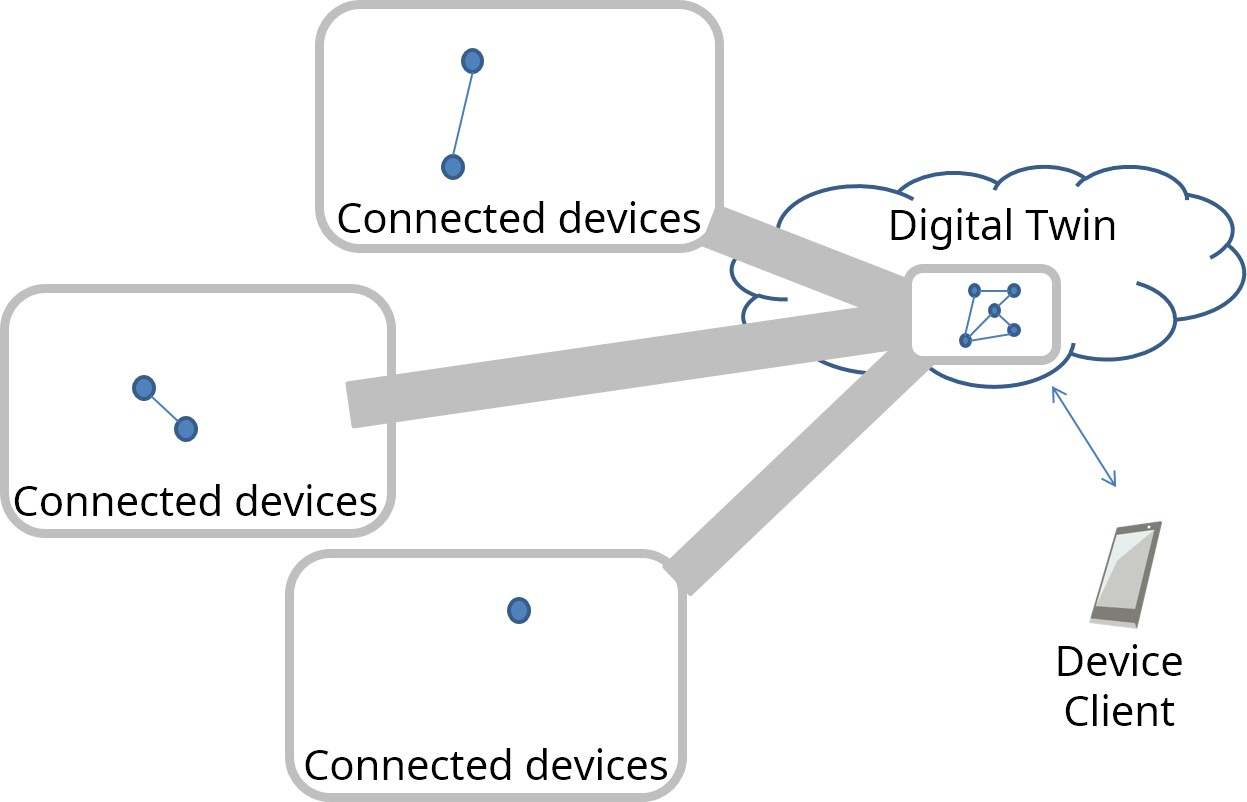 Connected devices
Digital Twin
Connected devices
Connected devices
Device
Client